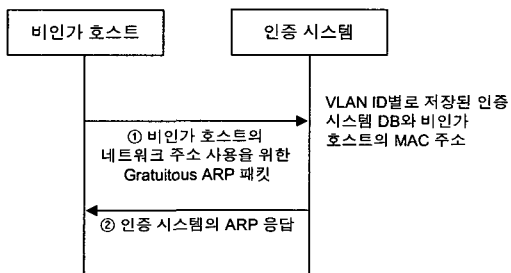 비인가 호스트
인증 시스템
VLAN ID별로 저장된 인증
시스템 DB와 비인가
호스트의 MAC 주소
① 비인가 호스트의
네트워크 주소 사용을 위한
Gratuitous ARP 패킷
② 인증 시스템의 ARP 응답